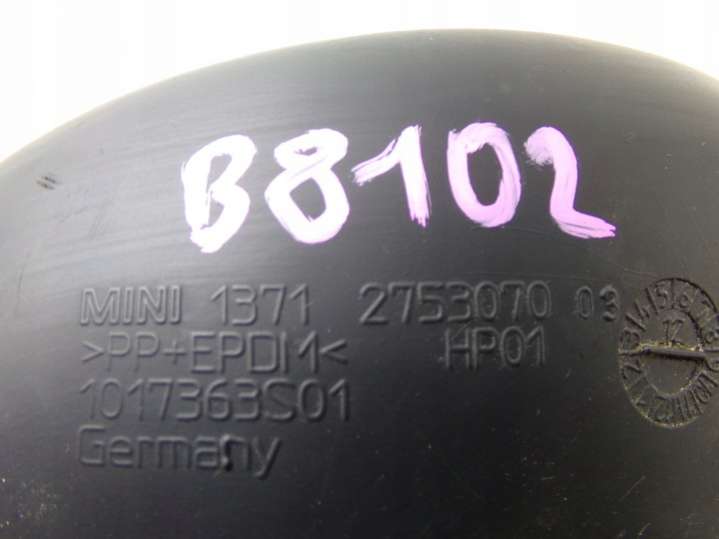 B8102
MINI 1371 2753070 03
>PP+EPDM< HP01
1017363S01
Germany